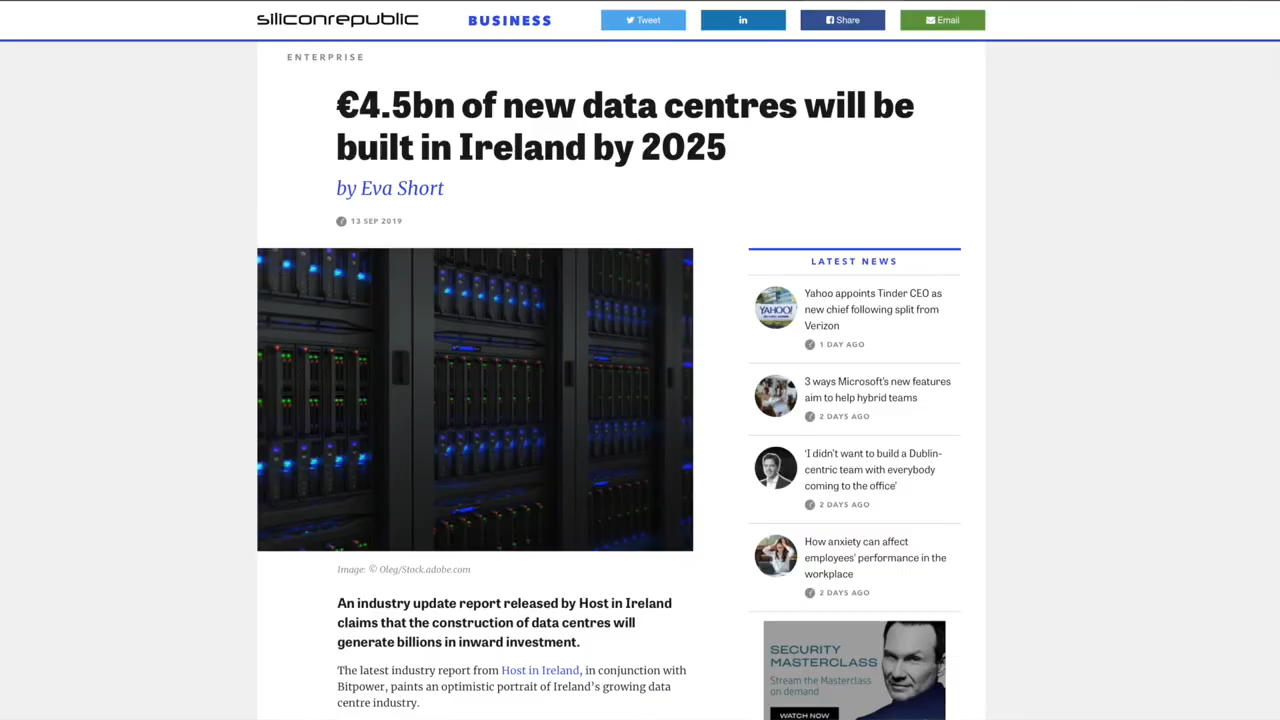 siliconrepublic
BUSINESS
Tweet
in
Share
Email
ENTERPRISE
€4.5bn of new data centres will be
built in Ireland by 2025
by Eva Short
13 SEP 2019
Image: © Oleg/Stock.adobe.com
An industry update report released by Host in Ireland
claims that the construction of data centres will
generate billions in inward investment.
The latest industry report from Host in Ireland, in conjunction with
Bitpower, paints an optimistic portrait of Ireland's growing data
centre industry.
LATEST NEWS
YAHOO!
Yahoo appoints Tinder CEO as
new chief following split from
Verizon
1 DAY AGO
3 ways Microsoft's new features
aim to help hybrid teams
2 DAYS AGO
'I didn't want to build a Dublin-
centric team with everybody
coming to the office'
2 DAYS AGO
How anxiety can affect
employees' performance in the
workplace
2 DAYS AGO
SECURITY
MASTERCLASS
Stream the Masterclass
on demand
WATCH NOW